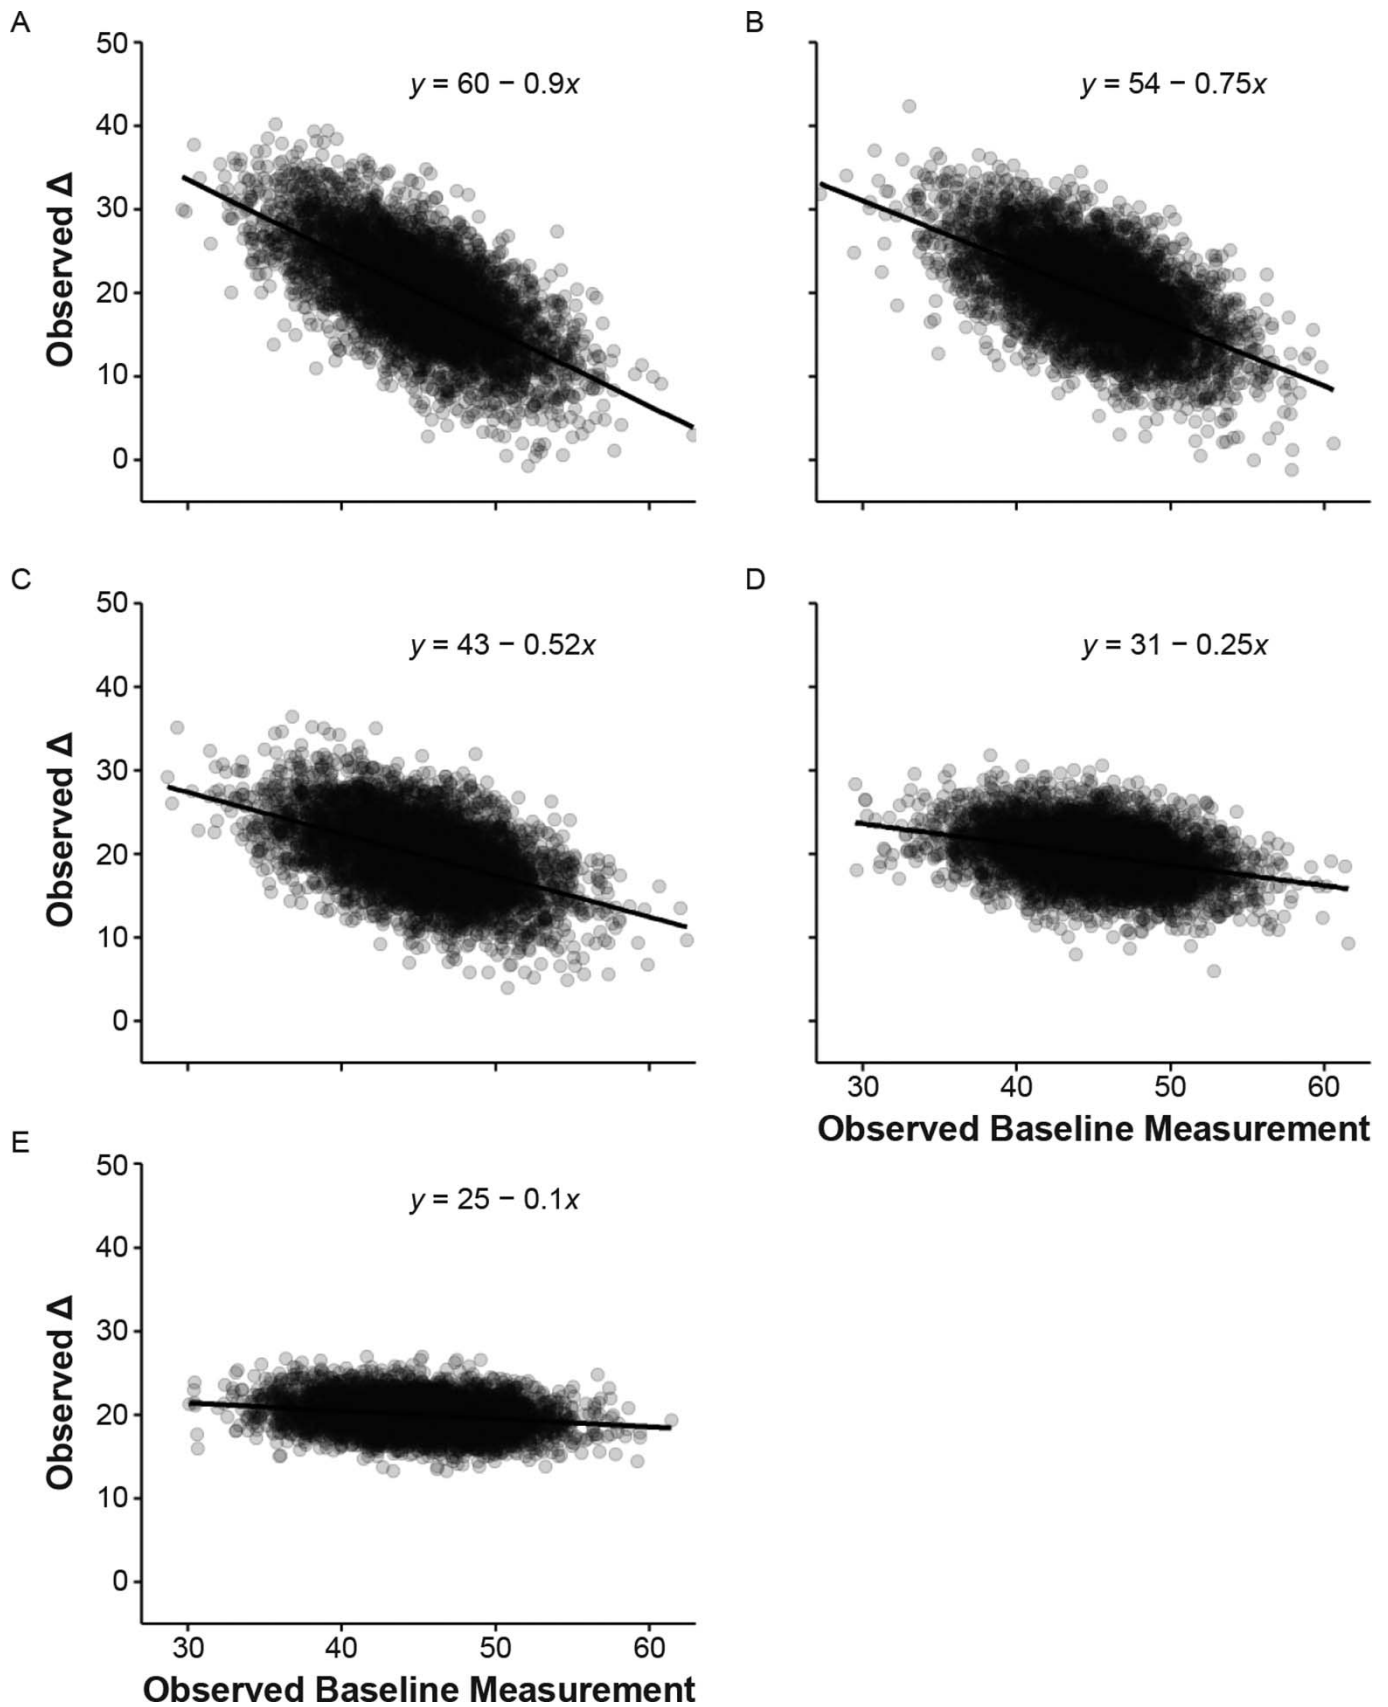 A
50
40
30
20
10
0
Observed Δ
y = 60 − 0.9x
B
y = 54 − 0.75x
C
50
40
30
20
10
0
Observed Δ
y = 43 − 0.52x
D
y = 31 − 0.25x
30 40 50 60
Observed Baseline Measurement
E
50
40
30
20
10
0
Observed Δ
y = 25 − 0.1x
30 40 50 60
Observed Baseline Measurement